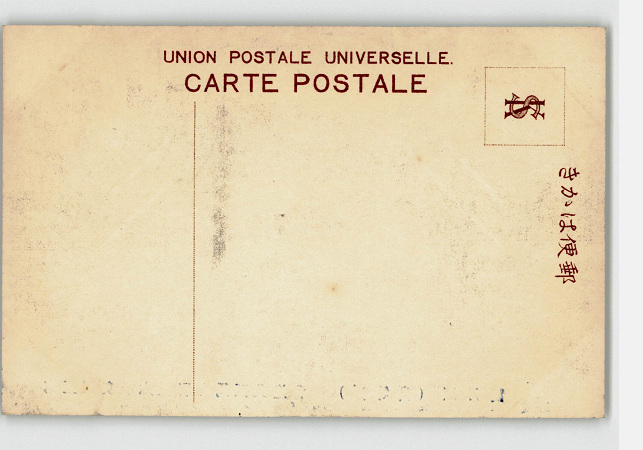 UNION POSTALE UNIVERSELLE.
CARTE POSTALE
きかは便郵